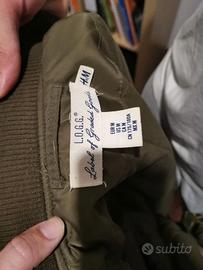 H&M
L.O.G.G.®
Label of Graded Goods
EUR M
US M
CA M
CN 175/100A
MX M
subito